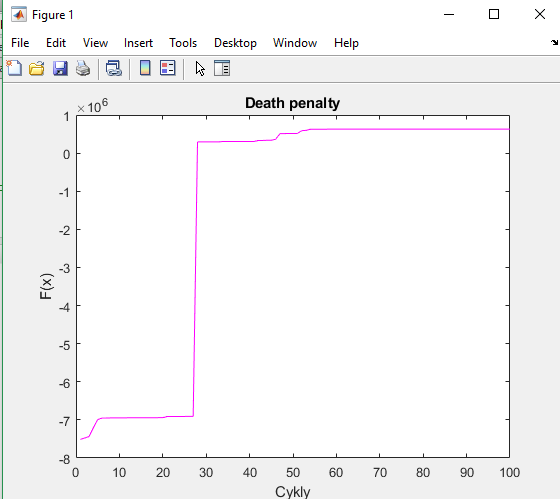 Figure 1
File Edit View Insert Tools Desktop Window Help
Death penalty
×10^6
1
0
-1
-2
-3
-4
-5
-6
-7
-8
F(x)
0 10 20 30 40 50 60 70 80 90 100
Cykly